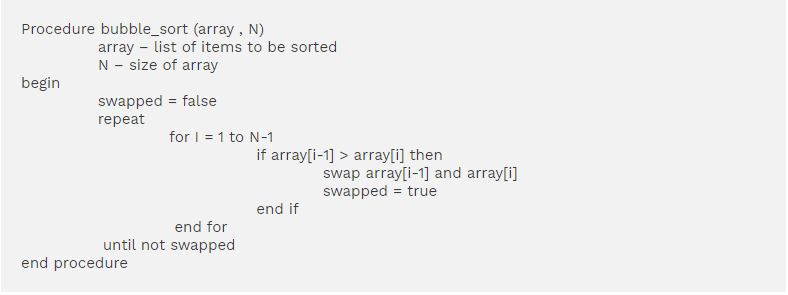 Procedure bubble_sort (array , N)
array – list of items to be sorted
N – size of array
begin
swapped = false
repeat
for I = 1 to N-1
if array[i-1] > array[i] then
swap array[i-1] and array[i]
swapped = true
end if
end for
until not swapped
end procedure